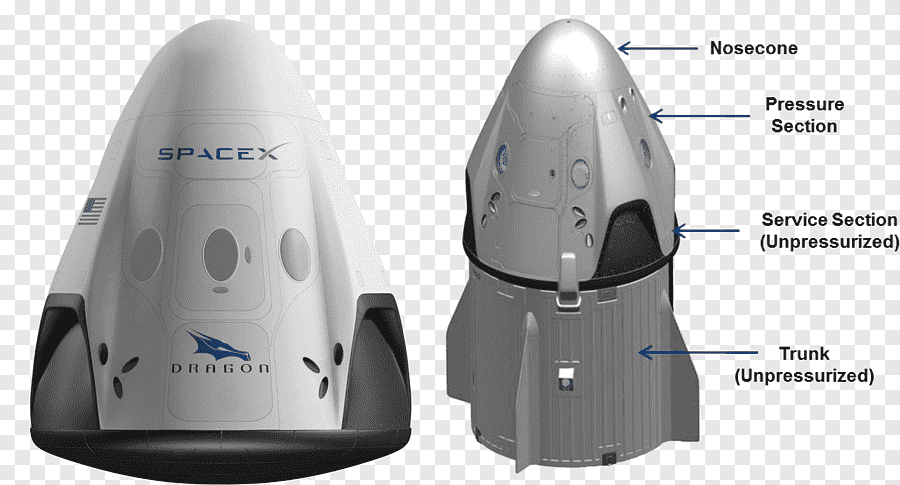 SPACEX
DRAGON
Nosecone
Pressure
Section
Service Section
(Unpressurized)
Trunk
(Unpressurized)